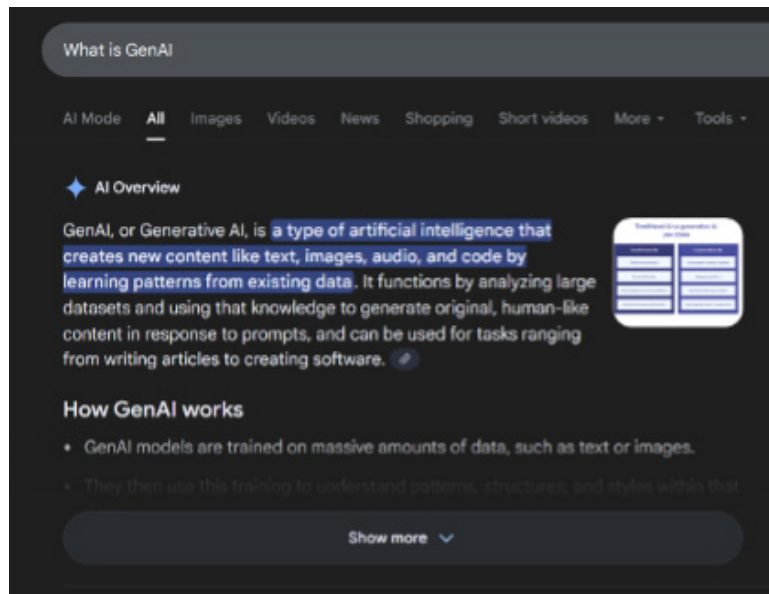 What is GenAI
AI Mode All Images Videos News Shopping Short videos More Tools
AI Overview
GenAI, or Generative AI, is a type of artificial intelligence that
creates new content like text, images, audio, and code by
learning patterns from existing data. It functions by analyzing large
datasets and using that knowledge to generate original, human-like
content in response to prompts, and can be used for tasks ranging
from writing articles to creating software.
How GenAI works
• GenAI models are trained on massive amounts of data, such as text or images.
• They then use this training to understand patterns, structures, and styles within that
Show more